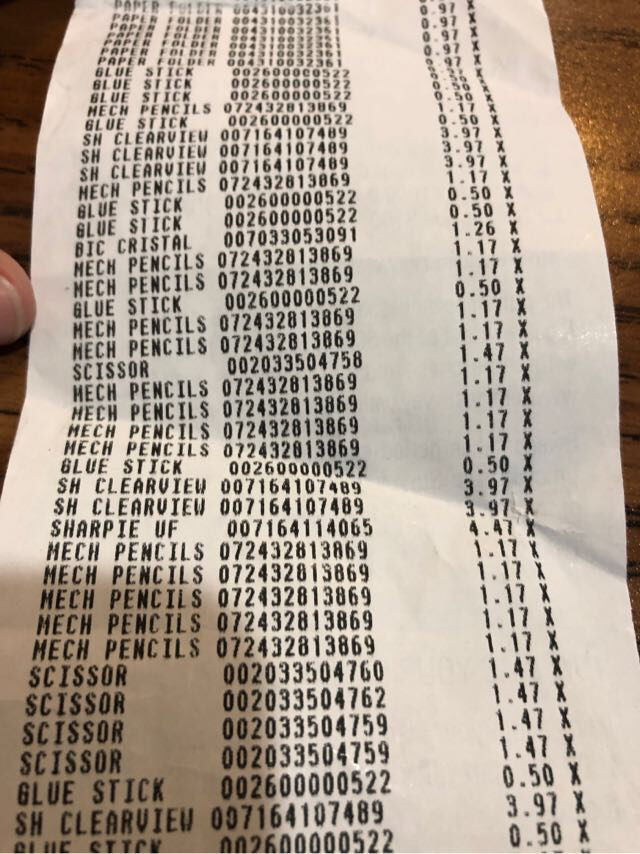 PAPER FOLDER 004310032361 0.97 X
PAPER FOLDER 004310032361 0.97 X
PAPER FOLDER 004310032361 0.97 X
PAPER FOLDER 004310032361 0.97 X
PAPER FOLDER 004310032361 0.97 X
GLUE STICK 002600000522 0.50 X
GLUE STICK 002600000522 0.50 X
GLUE STICK 002600000522 0.50 X
MECH PENCILS 072432813869 1.17 X
GLUE STICK 002600000522 0.50 X
SH CLEARVIEW 007164107489 3.97 X
SH CLEARVIEW 007164107489 3.97 X
SH CLEARVIEW 007164107489 3.97 X
MECH PENCILS 072432813869 1.17 X
GLUE STICK 002600000522 0.50 X
GLUE STICK 002600000522 0.50 X
BIC CRISTAL 007033053091 1.26 X
MECH PENCILS 072432813869 1.17 X
MECH PENCILS 072432813869 1.17 X
GLUE STICK 002600000522 0.50 X
MECH PENCILS 072432813869 1.17 X
MECH PENCILS 072432813869 1.17 X
SCISSOR 002033504758 1.47 X
MECH PENCILS 072432813869 1.17 X
MECH PENCILS 072432813869 1.17 X
MECH PENCILS 072432813869 1.17 X
MECH PENCILS 072432813869 1.17 X
GLUE STICK 002600000522 0.50 X
SH CLEARVIEW 007164107489 3.97 X
SH CLEARVIEW 007164107489 3.97 X
SHARPIE UF 007164114065 4.47 X
MECH PENCILS 072432813869 1.17 X
MECH PENCILS 072432813869 1.17 X
MECH PENCILS 072432813869 1.17 X
MECH PENCILS 072432813869 1.17 X
MECH PENCILS 072432813869 1.17 X
SCISSOR 002033504760 1.47 X
SCISSOR 002033504762 1.47 X
SCISSOR 002033504759 1.47 X
SCISSOR 002033504759 1.47 X
GLUE STICK 002600000522 0.50 X
SH CLEARVIEW 007164107489 3.97 X
GLUE STICK 002600000522 0.50 X